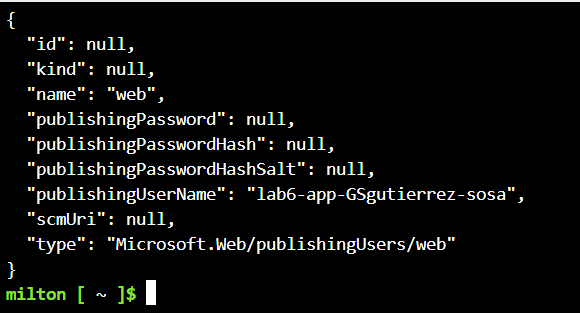 {
  "id": null,
  "kind": null,
  "name": "web",
  "publishingPassword": null,
  "publishingPasswordHash": null,
  "publishingPasswordHashSalt": null,
  "publishingUserName": "lab6-app-GSgutierrez-sosa",
  "scmUri": null,
  "type": "Microsoft.Web/publishingUsers/web"
}
milton [ ~ ]$